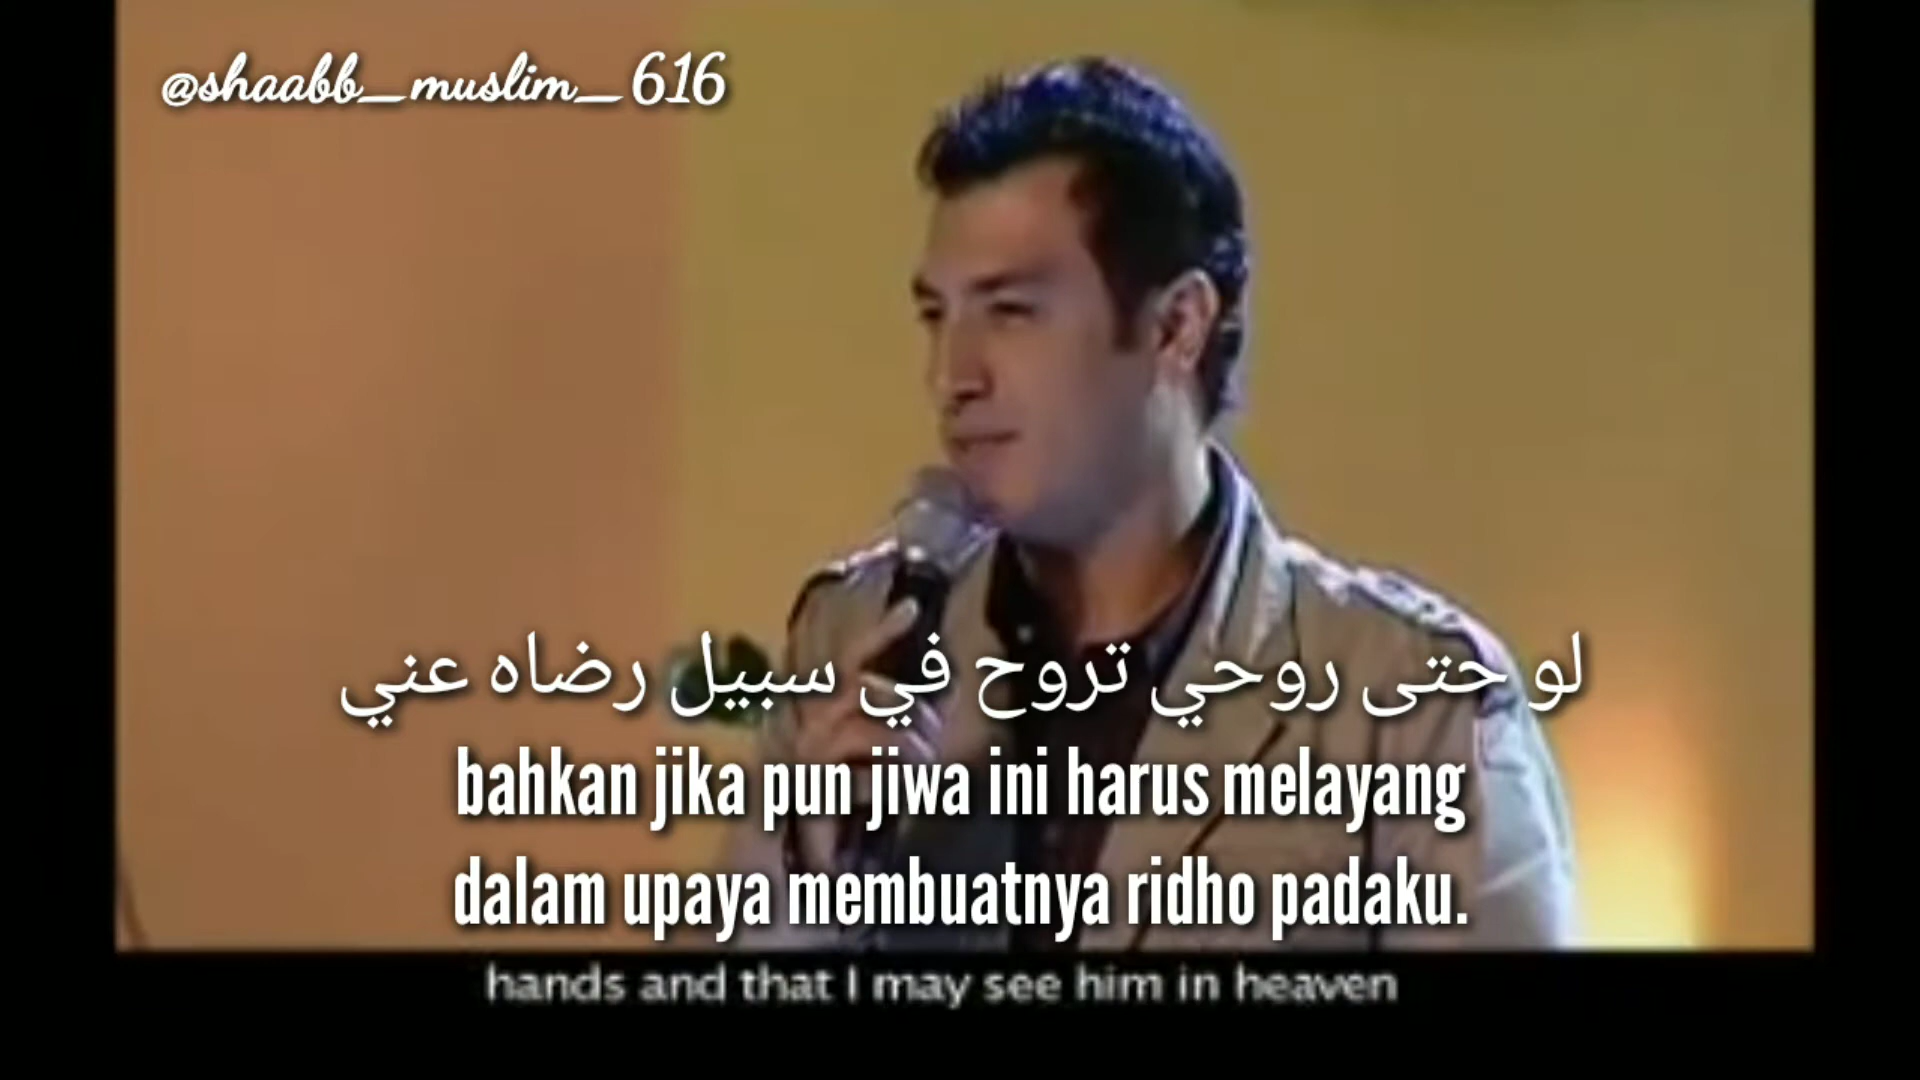 @shaabb_muslim_616
لو حتى روحي تروح في سبيل رضاه عني
bahkan jika pun jiwa ini harus melayang
dalam upaya membuatnya ridho padaku.
hands and that I may see him in heaven